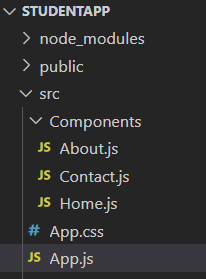 STUDENTAPP
node_modules
public
src
Components
JS About.js
JS Contact.js
JS Home.js
# App.css
JS App.js